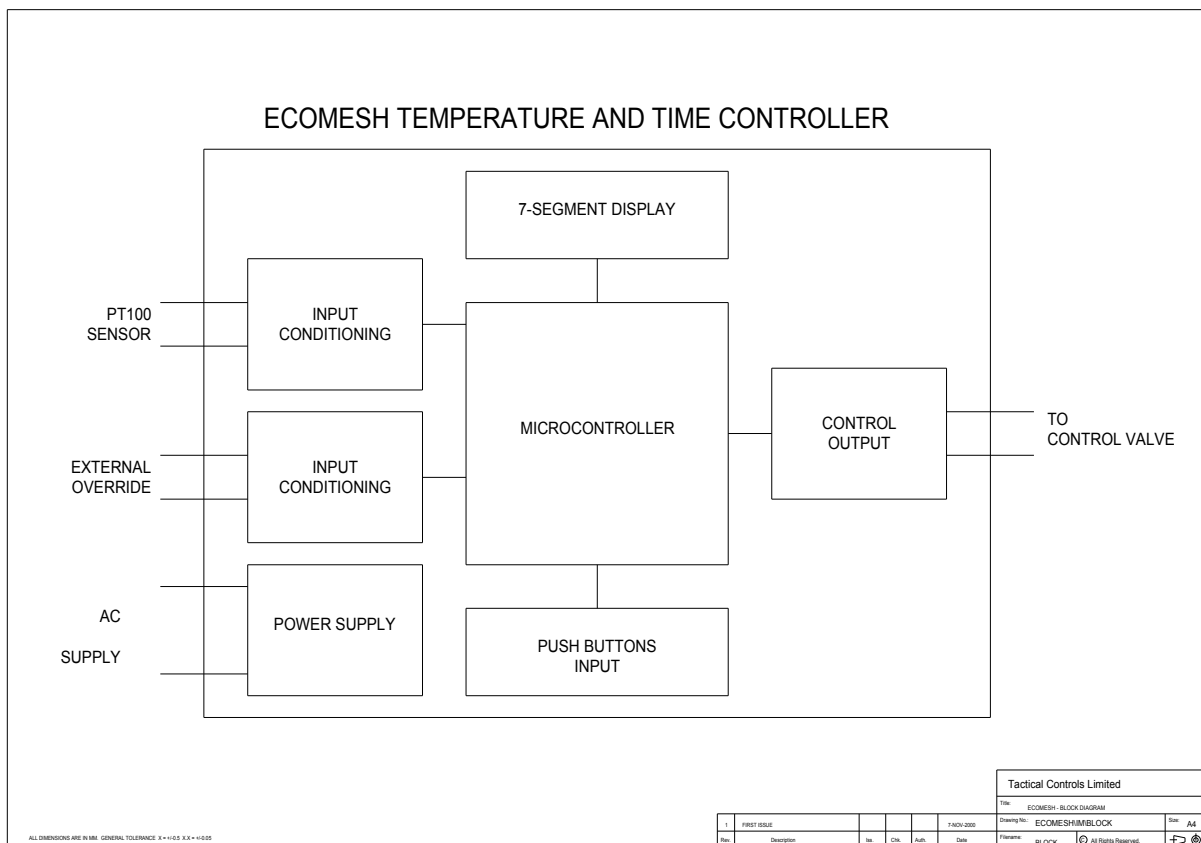 ECOMESH TEMPERATURE AND TIME CONTROLLER
7-SEGMENT DISPLAY
PT100
SENSOR
INPUT
CONDITIONING
EXTERNAL
OVERRIDE
INPUT
CONDITIONING
MICROCONTROLLER
CONTROL
OUTPUT
TO
CONTROL VALVE
AC
SUPPLY
POWER SUPPLY
PUSH BUTTONS
INPUT
Tactical Controls Limited
Title: ECOMESH - BLOCK DIAGRAM
1 FIRST ISSUE 7-NOV-2000
Drawing No.: ECOMESH\IM\BLOCK
Size: A4
Rev. Description Iss. Chk. Auth. Date
Filename: BLOCK
© All Rights Reserved.
ALL DIMENSIONS ARE IN MM. GENERAL TOLERANCE X = +/-0.5 X.X = +/-0.05